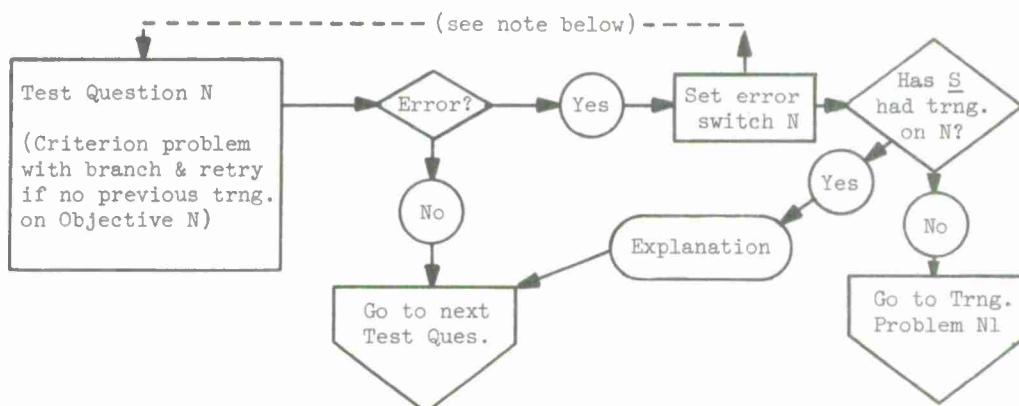 (see note below)
Test Question N
(Criterion problem
with branch & retry
if no previous trng.
on Objective N)
Error?
Yes
Set error
switch N
Has S
had trng.
on N?
No
Yes
No
Explanation
Go to next
Test Ques.
Go to Trng.
Problem N1